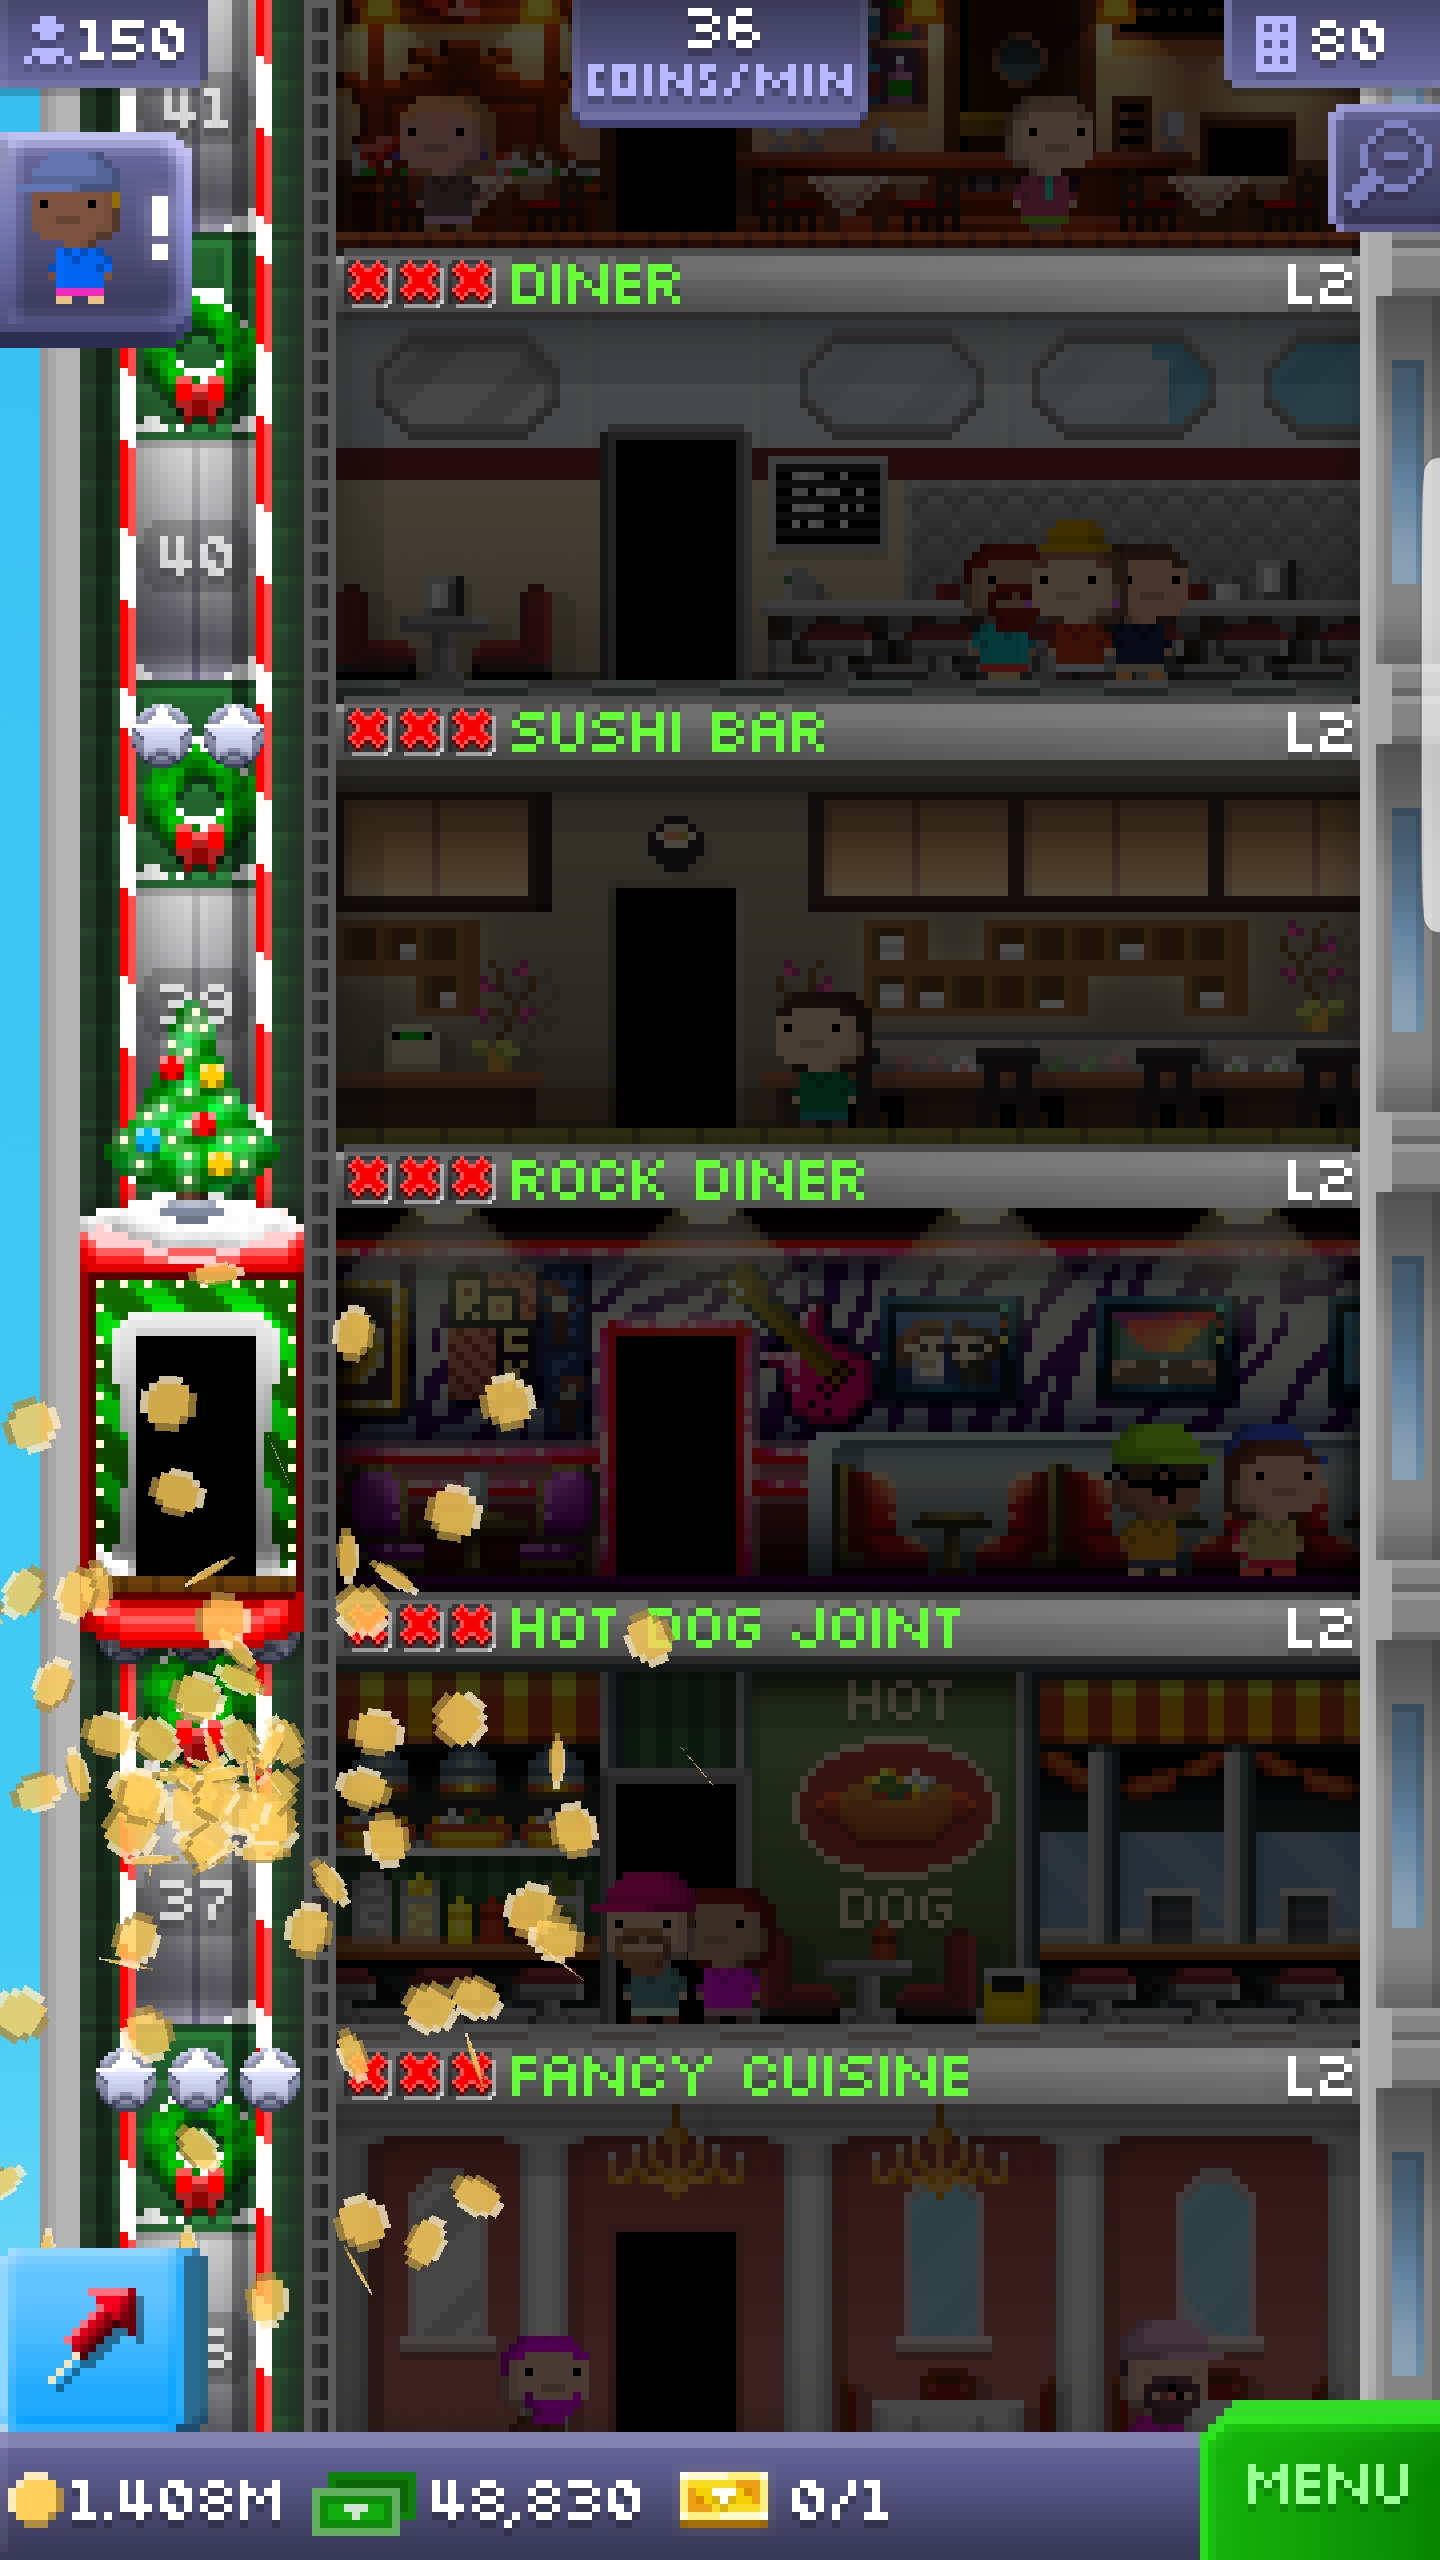 150
36
COINS/MIN
80
41
!
DINER L2
40
SUSHI BAR L2
39
ROCK DINER L2
HOT DOG JOINT L2
HOT
DOG
37
FANCY CUISINE L2
1.408M 48,830 0/1
MENU